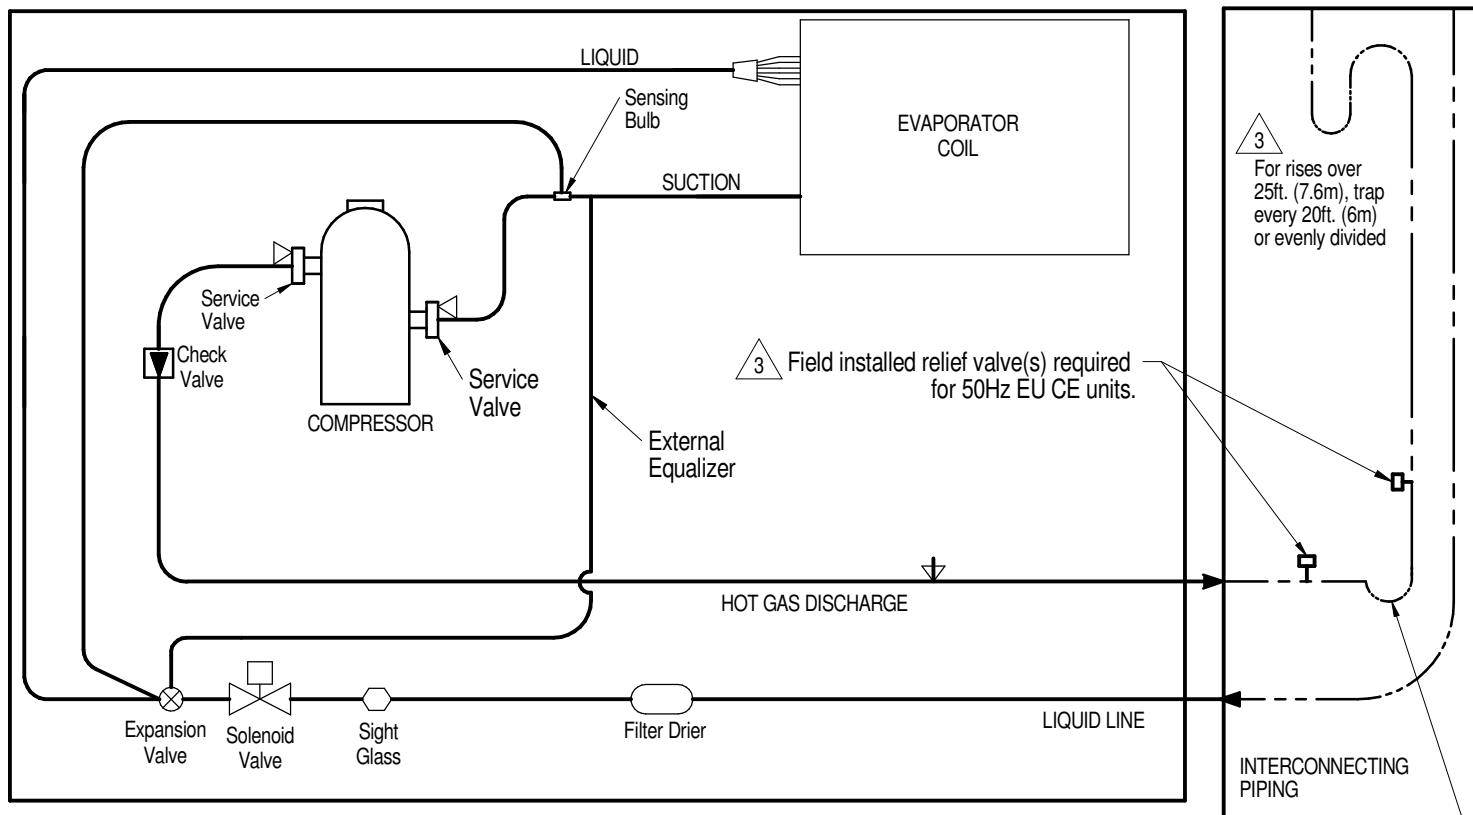 LIQUID
Sensing
Bulb
EVAPORATOR
COIL
SUCTION
3
For rises over
25ft. (7.6m), trap
every 20ft. (6m)
or evenly divided
Service
Valve
Check
Valve
Service
Valve
COMPRESSOR
3 Field installed relief valve(s) required
for 50Hz EU CE units.
External
Equalizer
HOT GAS DISCHARGE
Expansion
Valve
Solenoid
Valve
Sight
Glass
Filter Drier
LIQUID LINE
INTERCONNECTING
PIPING